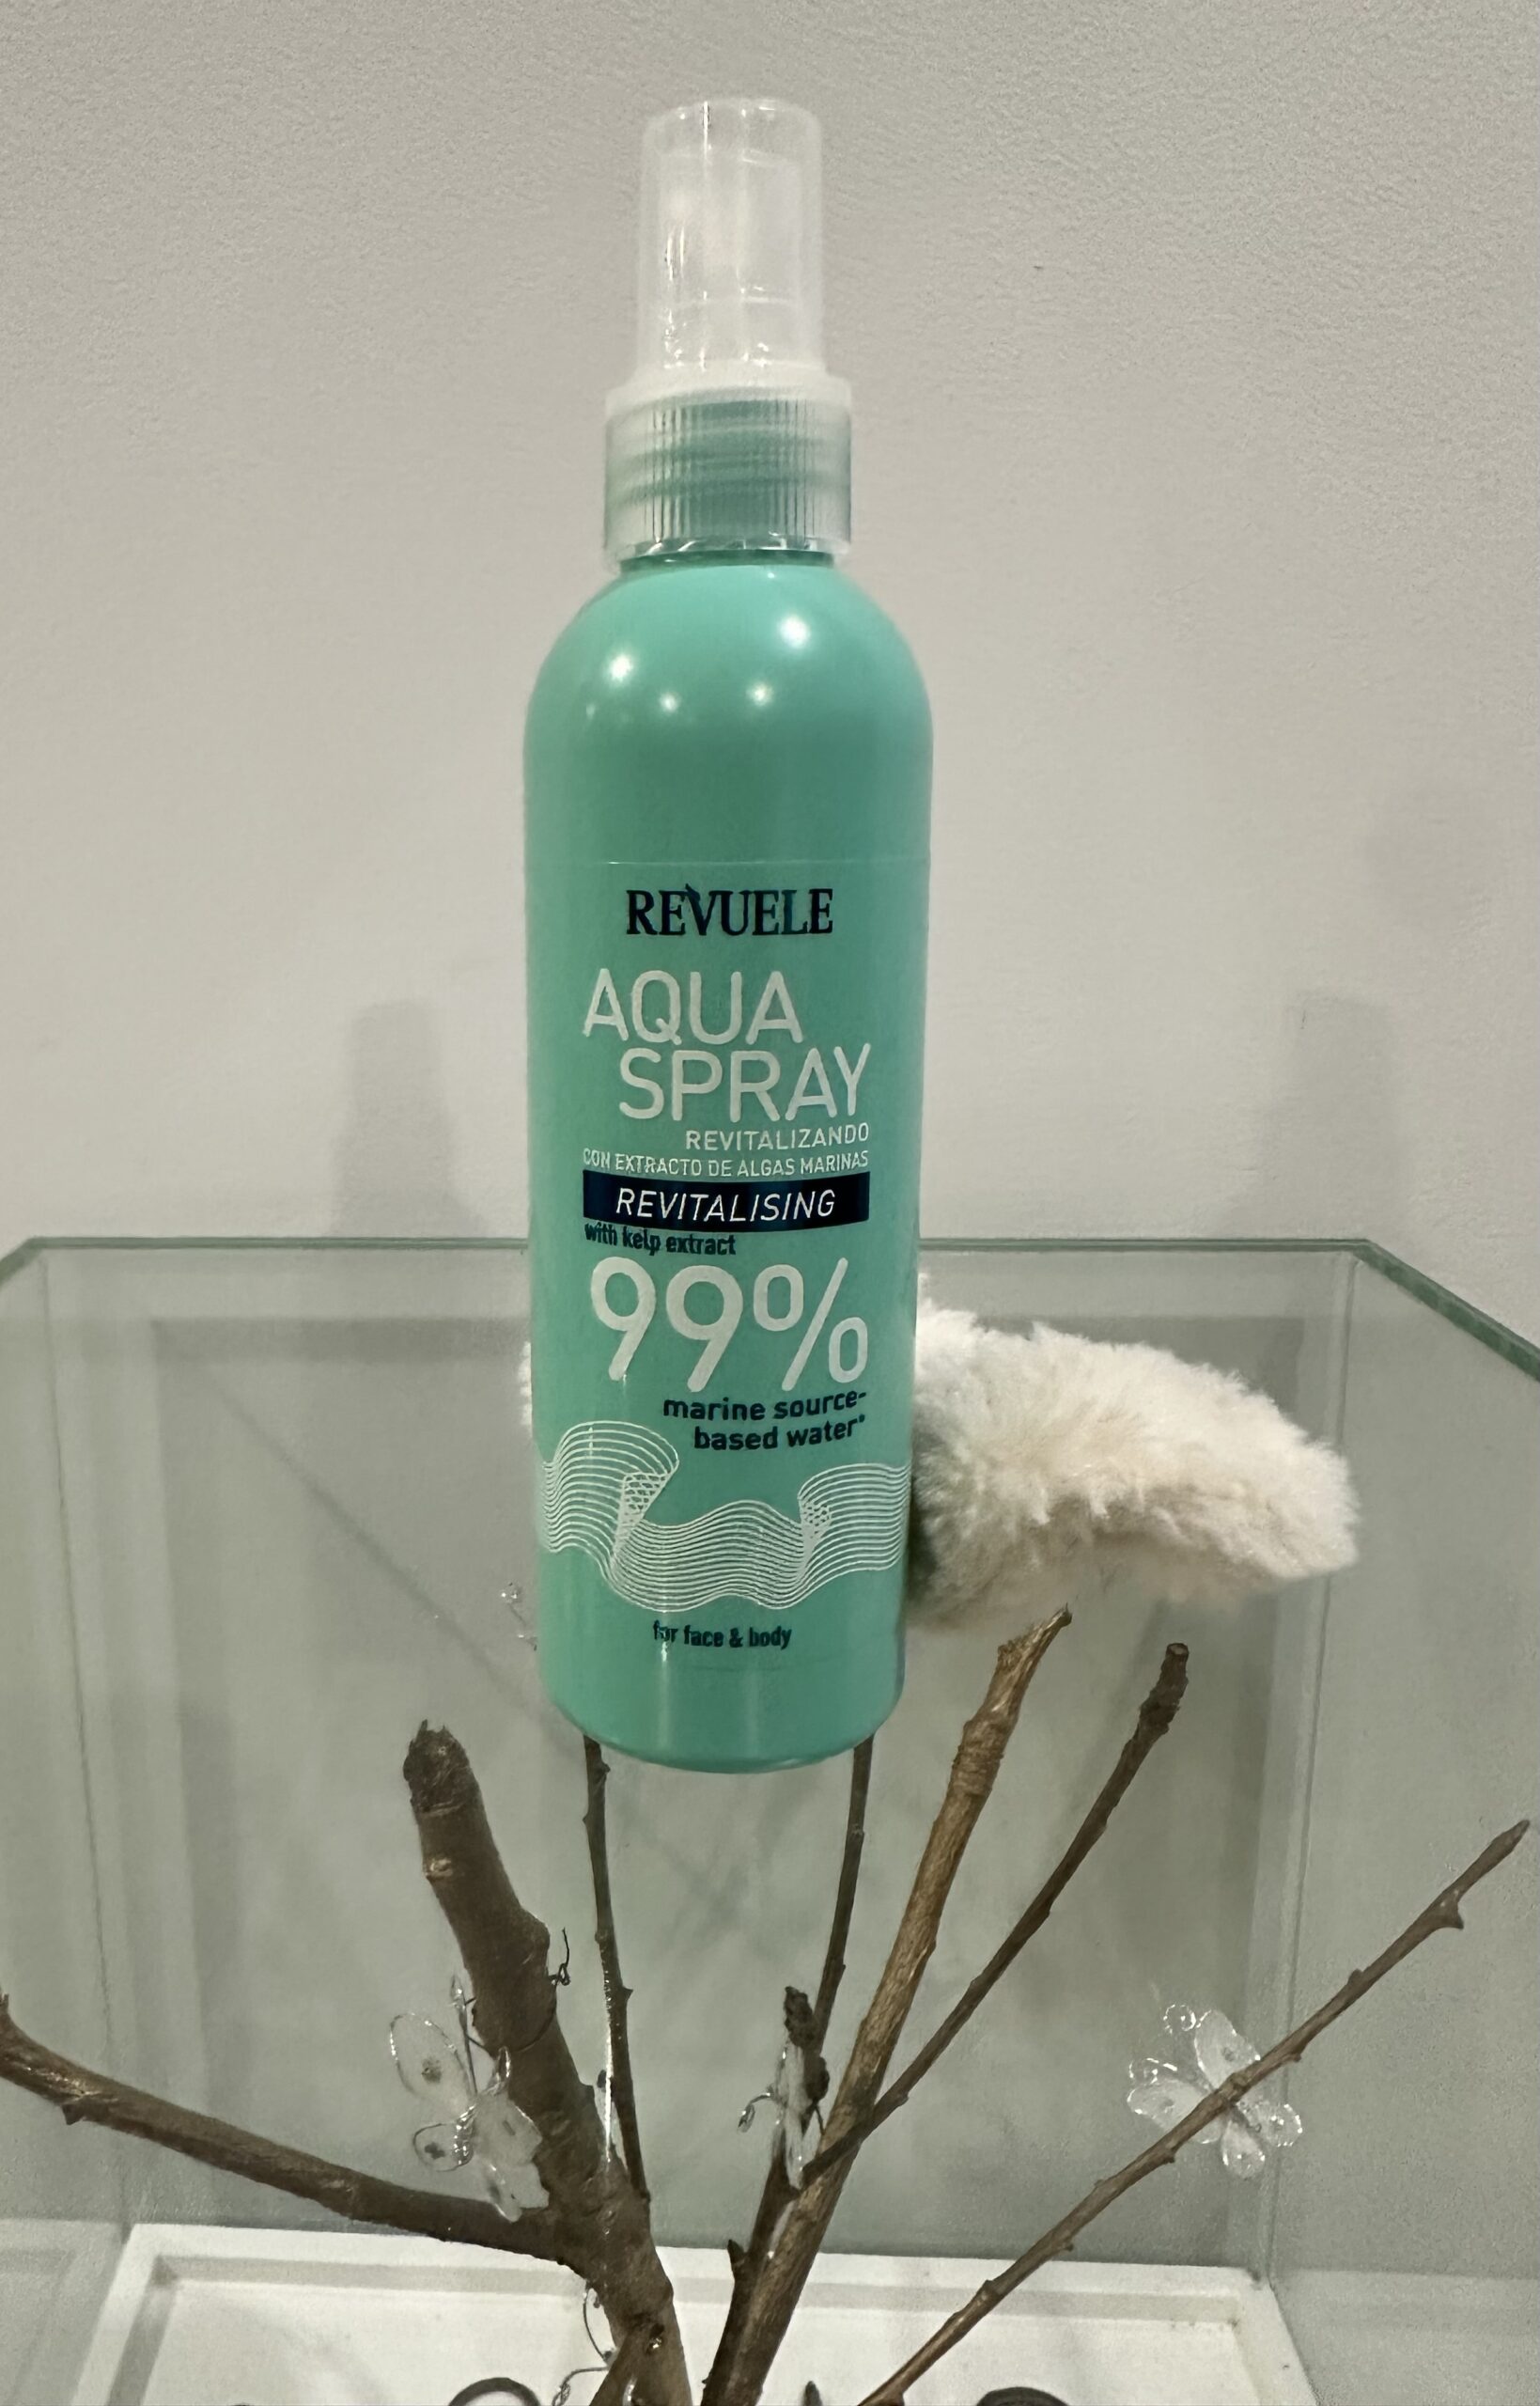 REVUELE
AQUA
SPRAY
REVITALIZANDO
CON EXTRACTO DE ALGAS MARINAS
REVITALISING
with kelp extract
99%
marine source-
based water*
for face & body